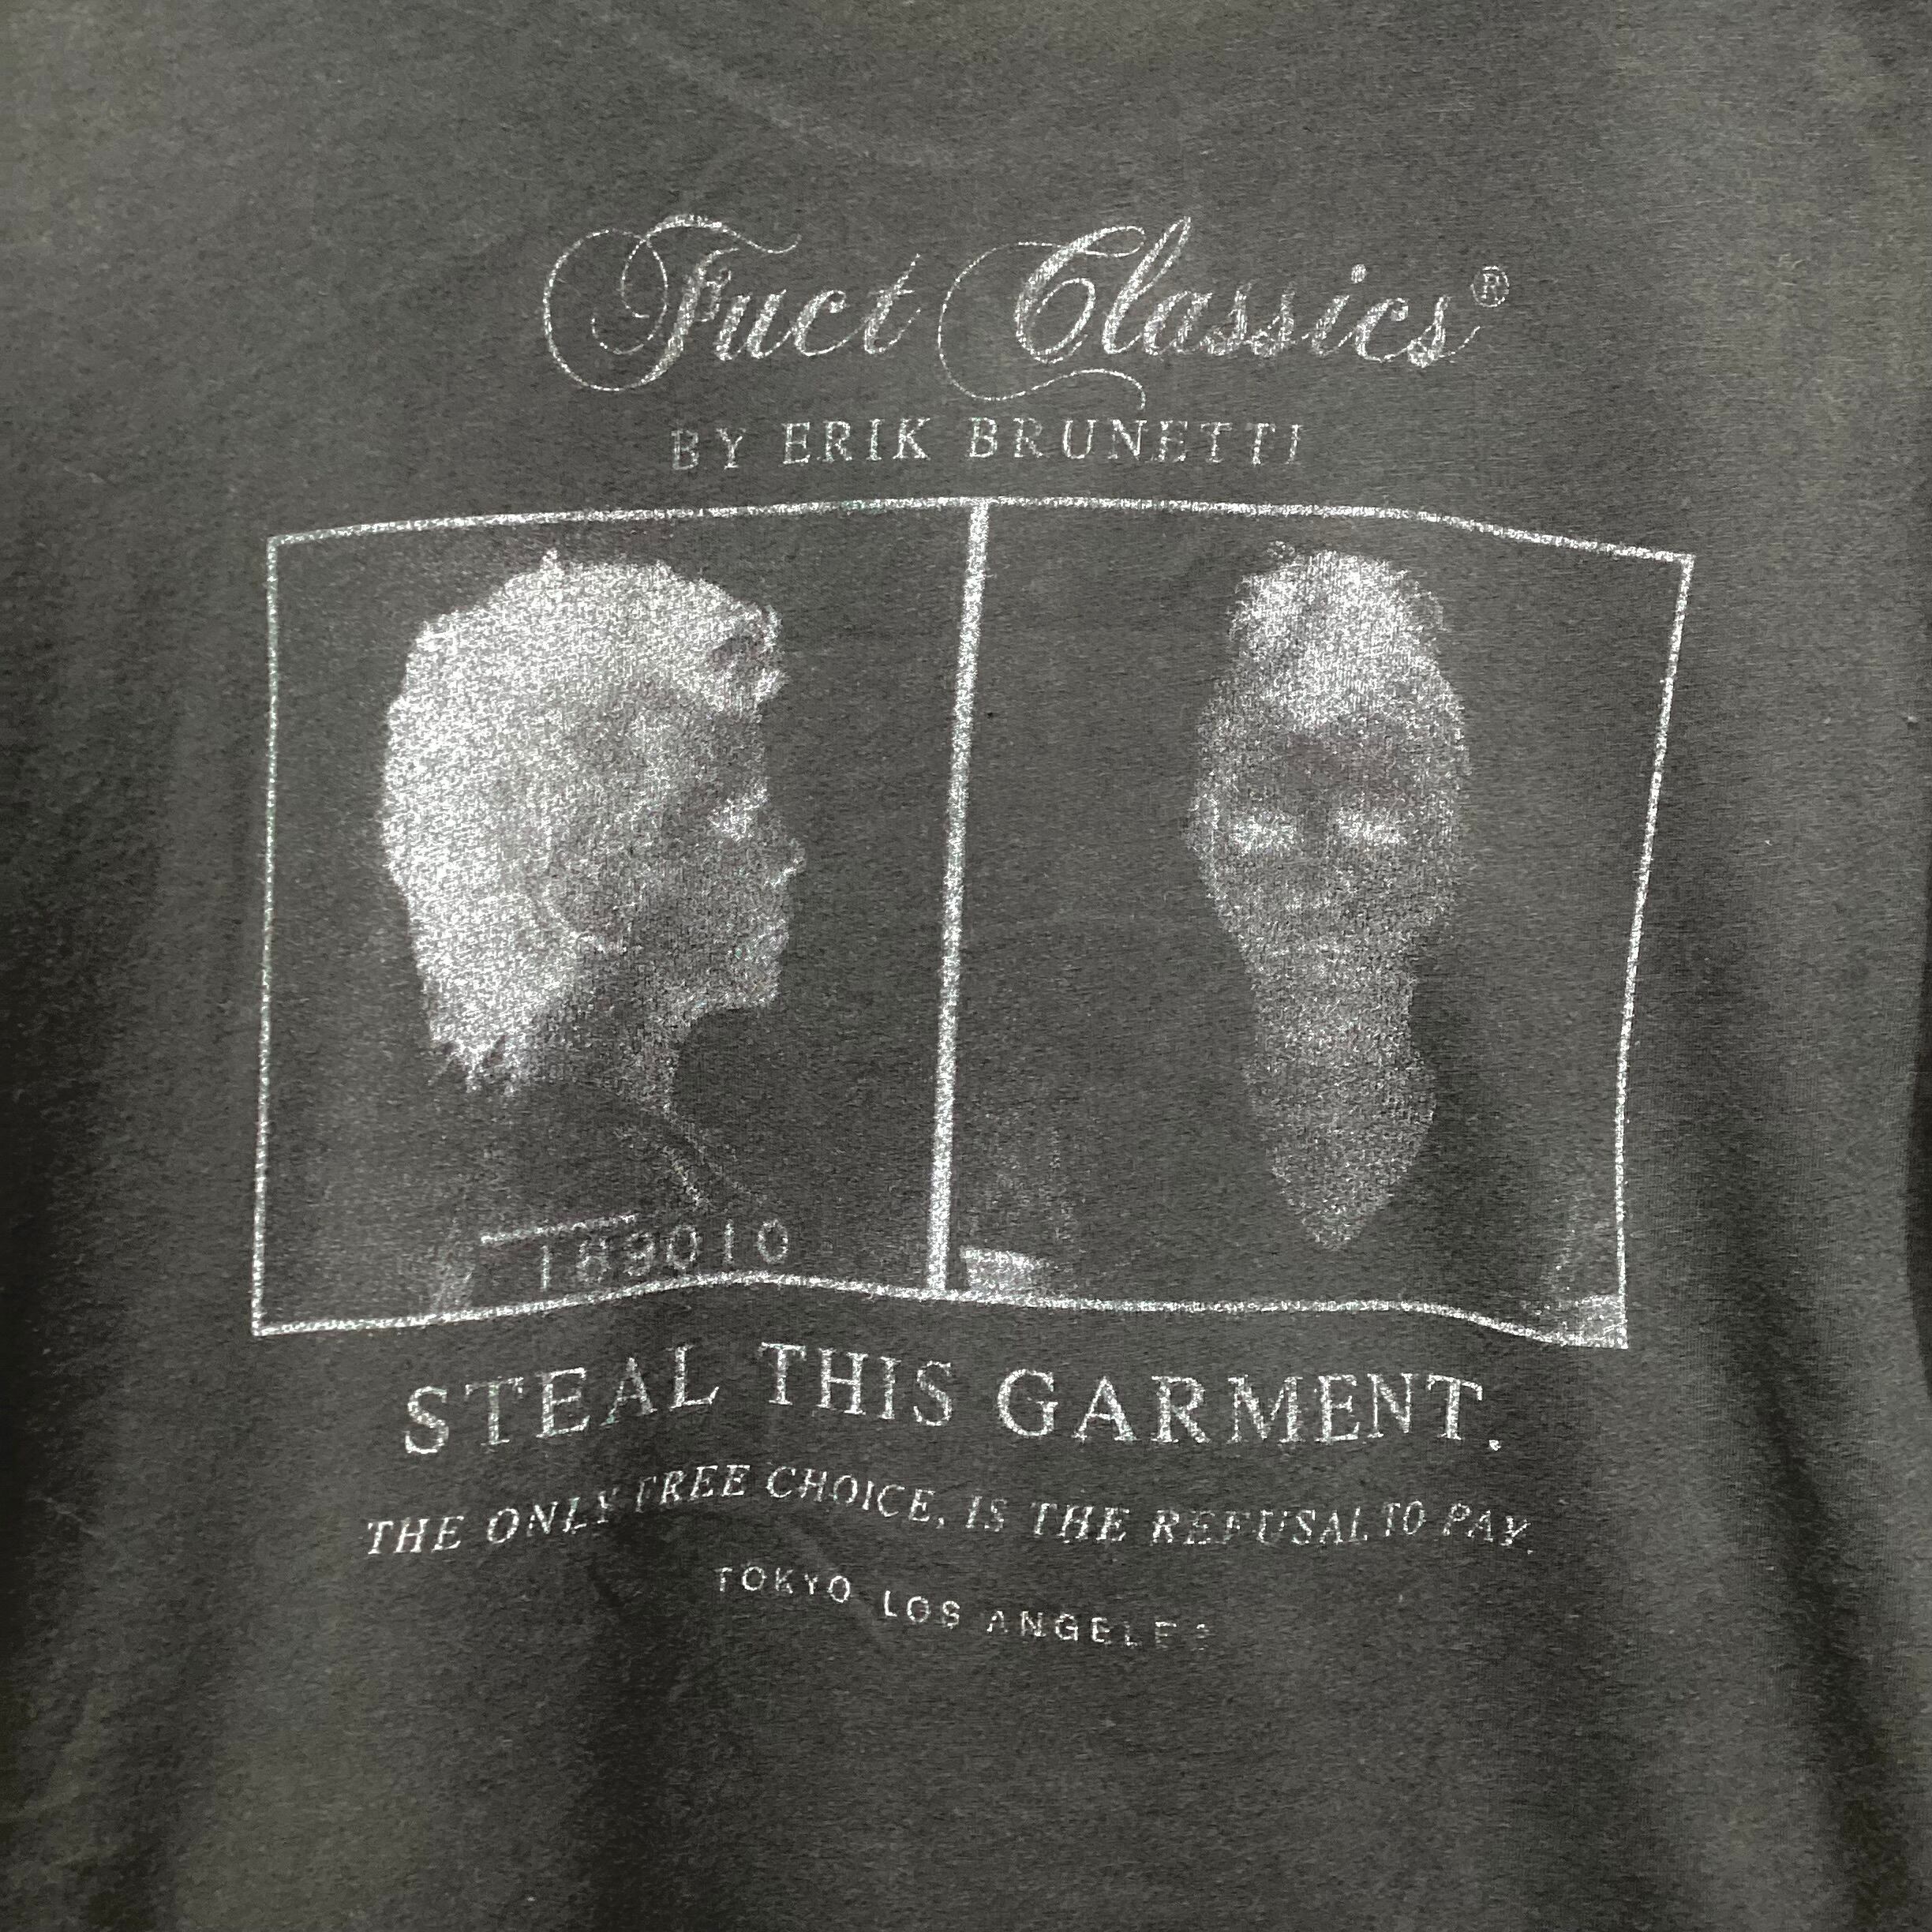 Fuct Classics®
BY ERIK BRUNETTI
189010
STEAL THIS GARMENT.
THE ONLY FREE CHOICE, IS THE REFUSAL TO PAY.
TOKYO LOS ANGELES